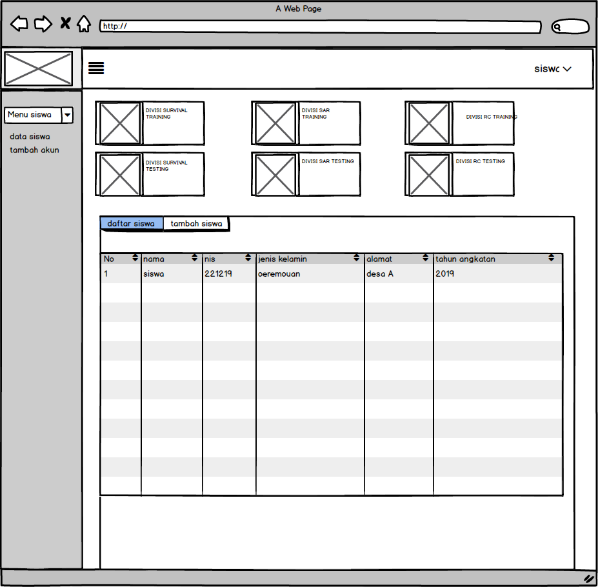 A Web Page
http://
siswa
Menu siswa
data siswa
tambah akun
DIVISI SURVIVAL
TRAINING
DIVISI SAR
TRAINING
DIVISI RC TRAINING
DIVISI SURVIVAL
TESTING
DIVISI SAR TESTING
DIVISI RC TESTING
daftar siswa tambah siswa
No nama nis jenis kelamin alamat tahun angkatan
1 siswa 221219 oeremouan desa A 2019